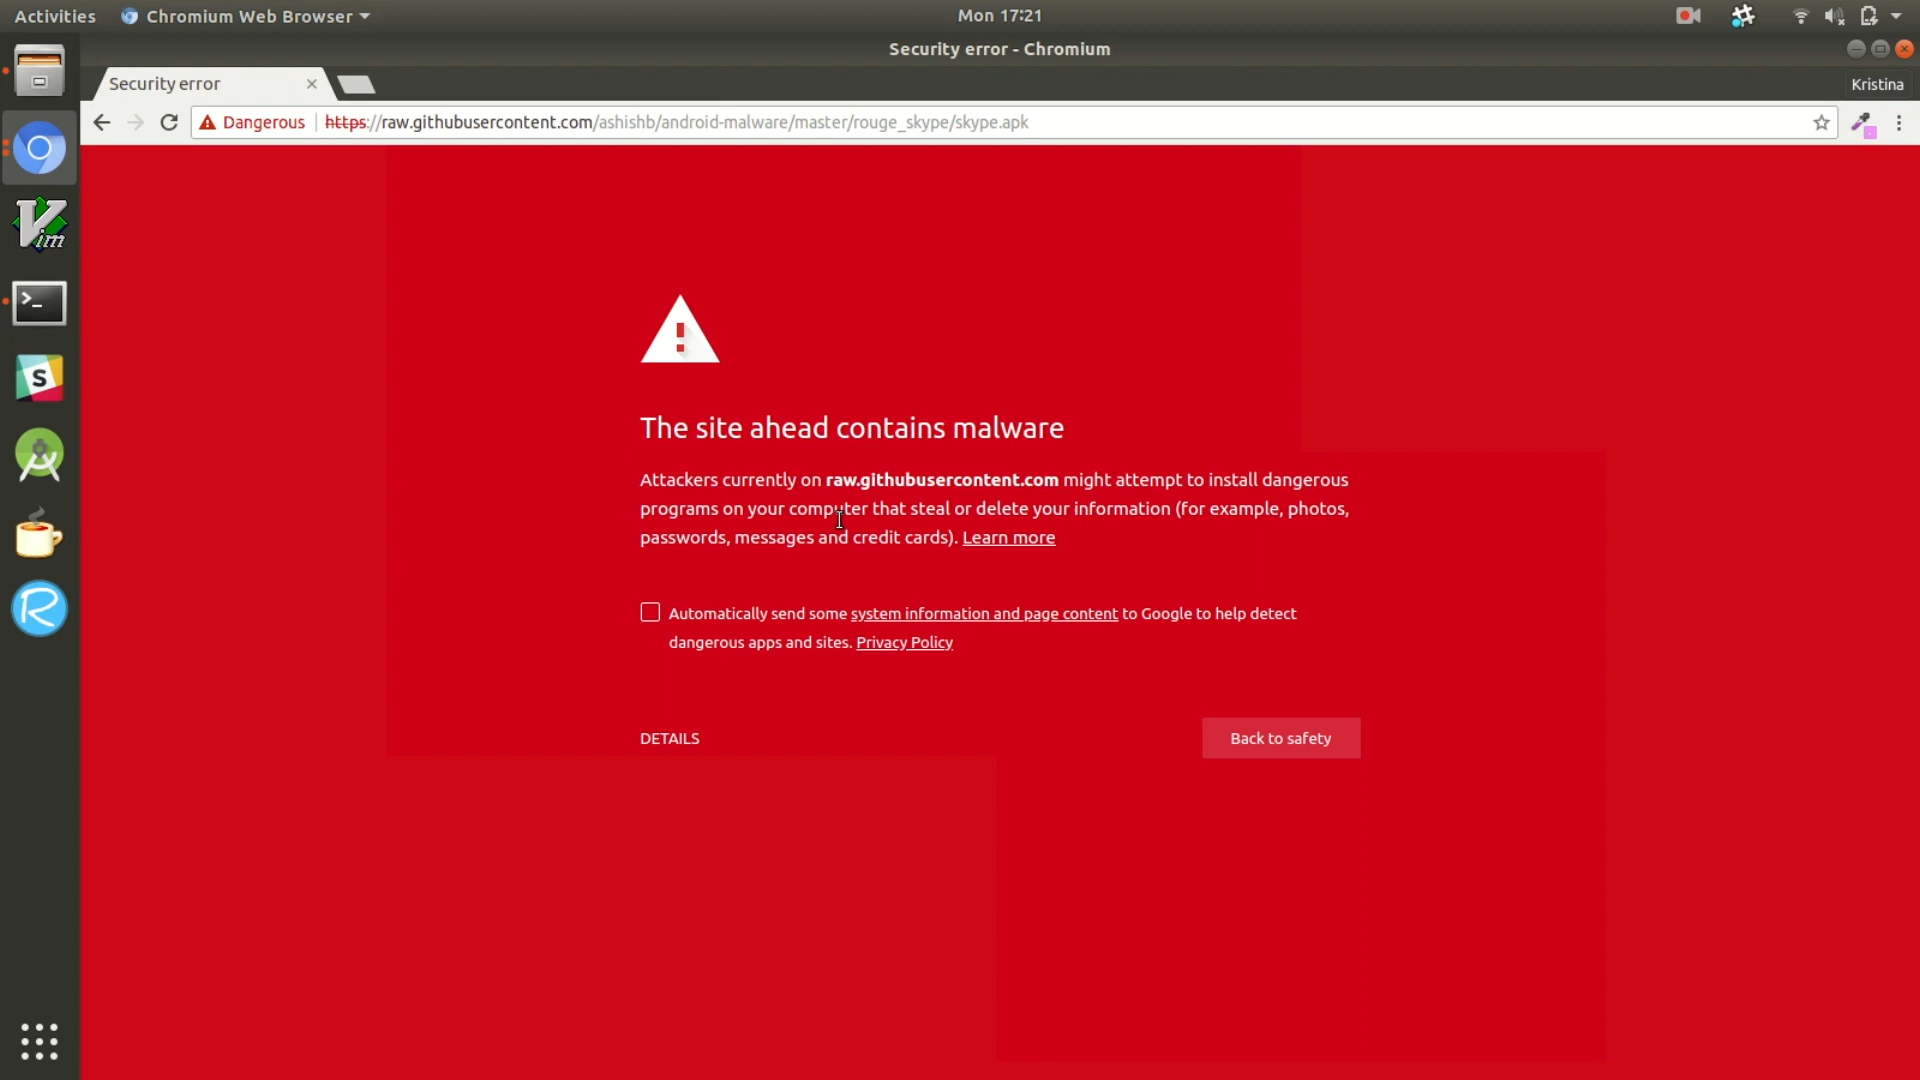 Activities Chromium Web Browser Mon 17:21
Security error - Chromium
Security error Kristina
Dangerous https://raw.githubusercontent.com/ashishb/android-malware/master/rouge_skype/skype.apk
Vim
>_
S
The site ahead contains malware
Attackers currently on raw.githubusercontent.com might attempt to install dangerous
programs on your computer that steal or delete your information (for example, photos,
passwords, messages and credit cards). Learn more
Automatically send some system information and page content to Google to help detect
dangerous apps and sites. Privacy Policy
R
DETAILS Back to safety